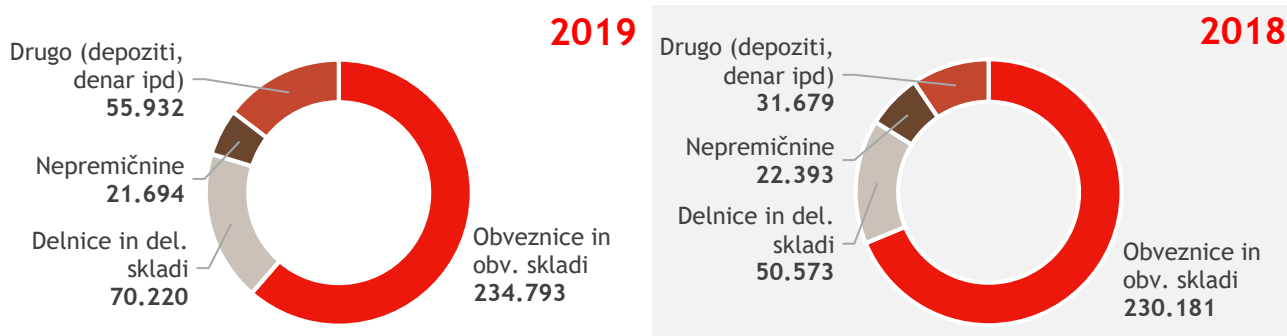 2019
Drugo (depoziti,
denar ipd)
55.932
Nepremičnine
21.694
Delnice in del.
skladi
70.220
Obveznice in
obv. skladi
234.793
2018
Drugo (depoziti,
denar ipd)
31.679
Nepremičnine
22.393
Delnice in del.
skladi
50.573
Obveznice in
obv. skladi
230.181